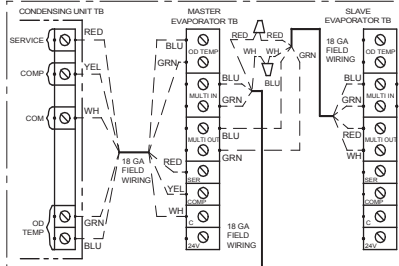 CONDENSING UNIT TB
MASTER
EVAPORATOR TB
SLAVE
EVAPORATOR TB
SERVICE
RED
COMP
YEL
COM
WH
OD
TEMP
GRN
BLU
18 GA
FIELD
WIRING
BLU
GRN
RED
YEL
WH
OD TEMP
MULTI IN
MULTI OUT
SER
COMP
C
24V
RED
RED
WH
WH
BLU
GRN
BLU
GRN
BLU
GRN
18 GA
FIELD
WIRING
18 GA
FIELD
WIRING
BLU
GRN
RED
WH
OD TEMP
MULTI IN
MULTI OUT
SER
COMP
C
24V